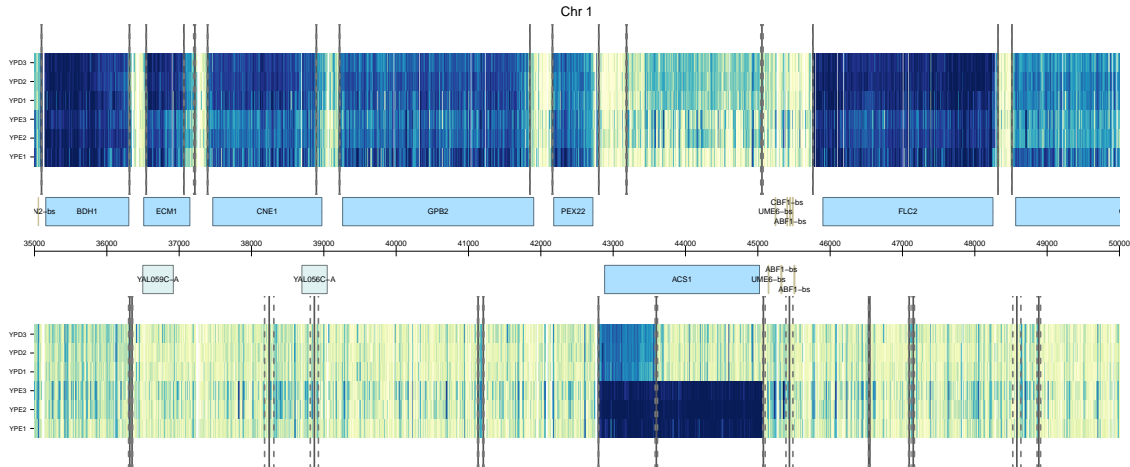 Chr 1
YPD3
YPD2
YPD1
YPE3
YPE2
YPE1
N2-bs BDH1 ECM1 CNE1 GPB2 PEX22 CBF1-bs UME6-bs ABF1-bs FLC2
35000 36000 37000 38000 39000 40000 41000 42000 43000 44000 45000 46000 47000 48000 49000 50000
YAL059C-A YAL056C-A ACS1 ABF1-bs UME6-bs ABF1-bs
YPD3
YPD2
YPD1
YPE3
YPE2
YPE1